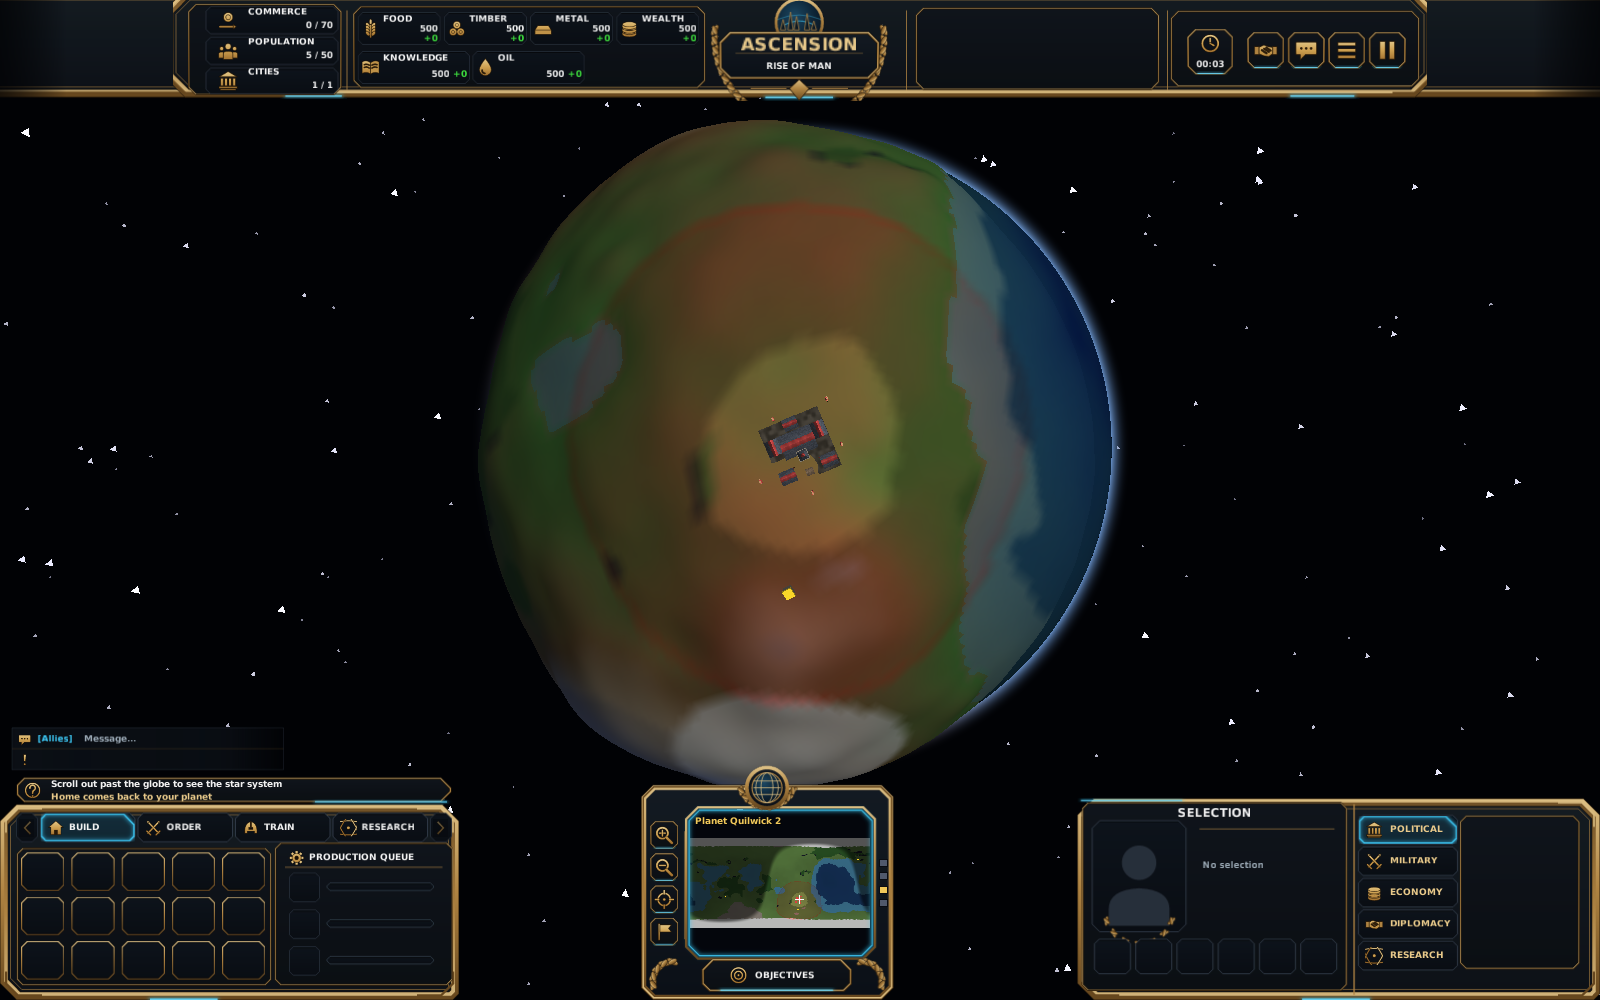 COMMERCE
0 / 70
POPULATION
5 / 50
CITIES
1 / 1
FOOD
500
+0
TIMBER
500
+0
METAL
500
+0
WEALTH
500
+0
KNOWLEDGE
500 +0
OIL
500 +0
ASCENSION
RISE OF MAN
00:03
[Allies] Message...
!
Scroll out past the globe to see the star system
Home comes back to your planet
BUILD
ORDER
TRAIN
RESEARCH
PRODUCTION QUEUE
Planet Quilwick 2
OBJECTIVES
SELECTION
No selection
POLITICAL
MILITARY
ECONOMY
DIPLOMACY
RESEARCH